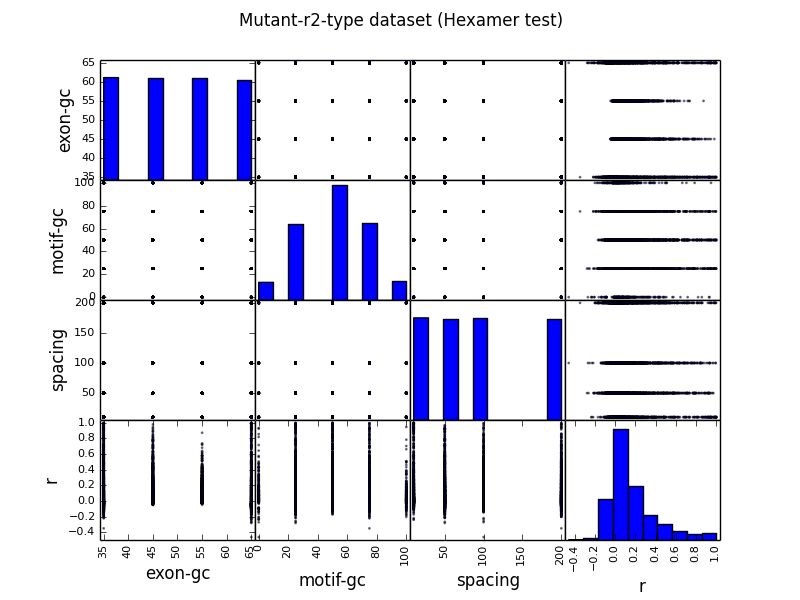 Mutant-r2-type dataset (Hexamer test)
exon-gc
65
60
55
50
45
40
35
motif-gc
100
80
60
40
20
0
spacing
200
150
100
50
r
1.0
0.8
0.6
0.4
0.2
0.0
−0.2
−0.4
35 40 45 50 55 60 65
0 20 40 60 80 100
50 100 150 200
−0.4 −0.2 0.0 0.2 0.4 0.6 0.8 1.0
exon-gc
motif-gc
spacing
r